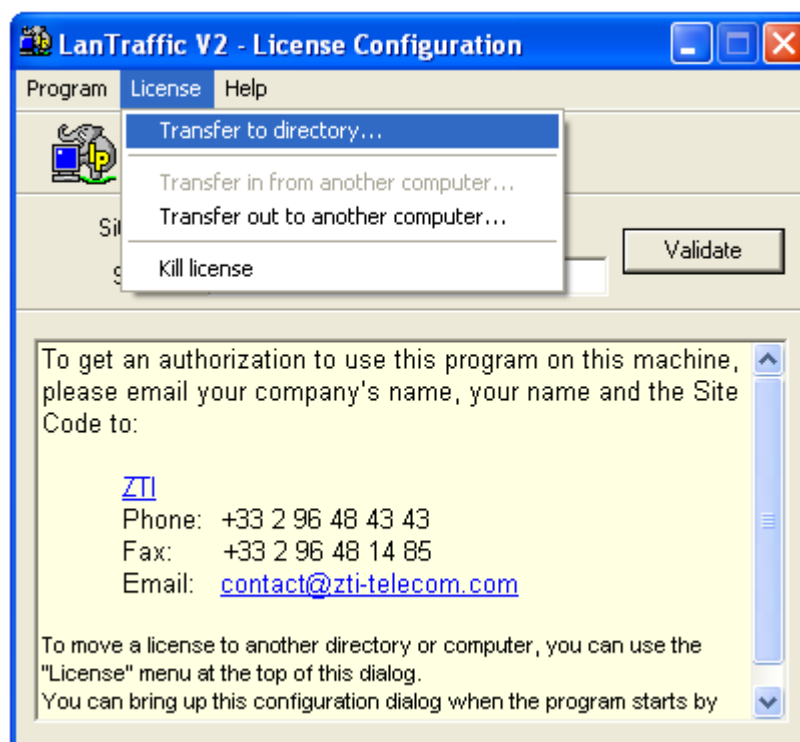 LanTraffic V2 - License Configuration
Program License Help
Transfer to directory...
Transfer in from another computer...
Transfer out to another computer...
Kill license
Validate
To get an authorization to use this program on this machine,
please email your company's name, your name and the Site
Code to:
ZTI
Phone: +33 2 96 48 43 43
Fax: +33 2 96 48 14 85
Email: contact@zti-telecom.com
To move a license to another directory or computer, you can use the
"License" menu at the top of this dialog.
You can bring up this configuration dialog when the program starts by